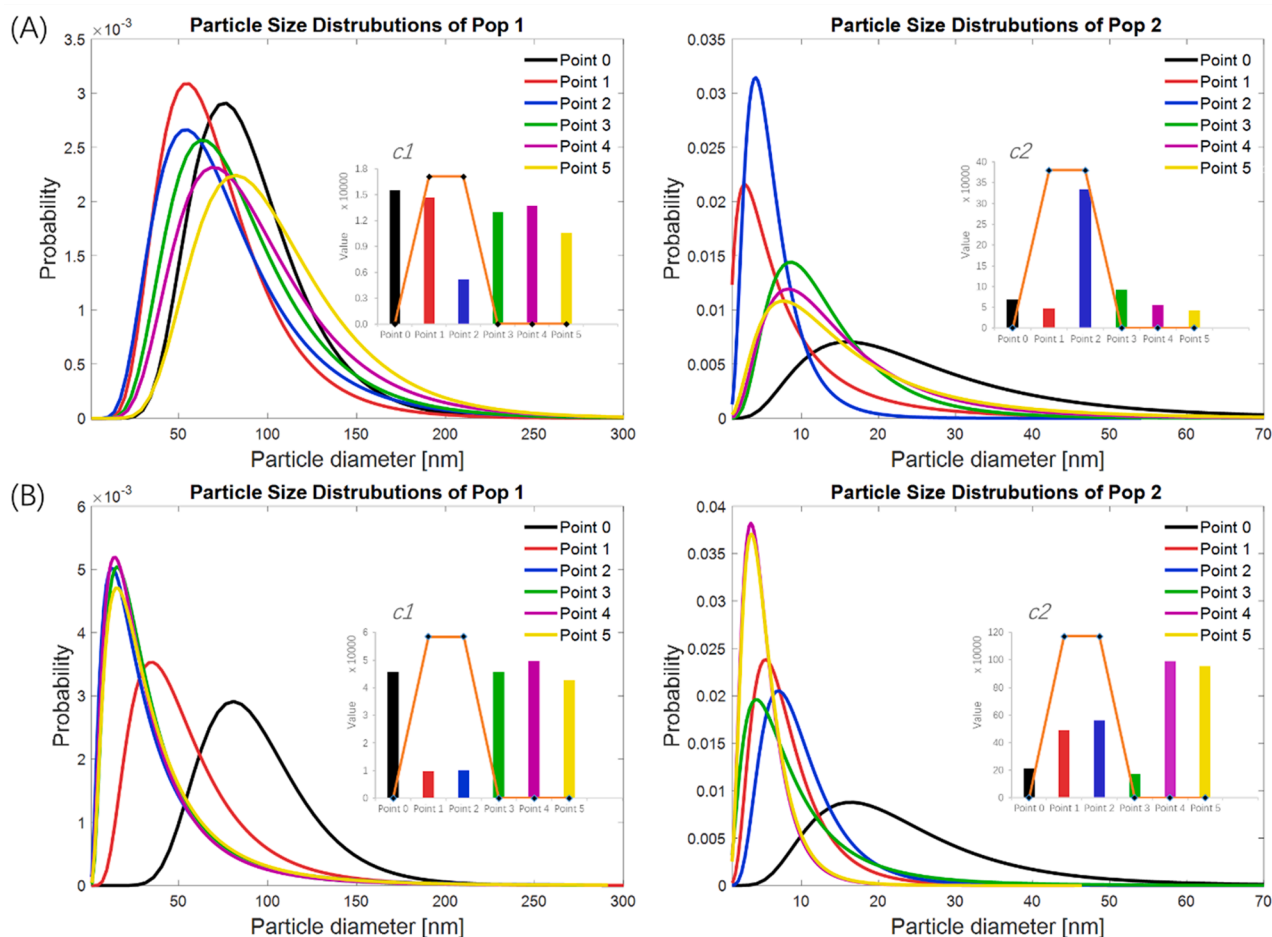 (A)
Particle Size Distrubutions of Pop 1
×10-3
3.5
3
2.5
2
1.5
1
0.5
0
Probability
50 100 150 200 250 300
Particle diameter [nm]
Point 0
Point 1
Point 2
Point 3
Point 4
Point 5
c1
x 10000
Value
1.8
1.5
1.2
0.9
0.6
0.3
0.0
Point 0 Point 1 Point 2 Point 3 Point 4 Point 5
Particle Size Distrubutions of Pop 2
0.035
0.03
0.025
0.02
0.015
0.01
0.005
0
Probability
10 20 30 40 50 60 70
Particle diameter [nm]
Point 0
Point 1
Point 2
Point 3
Point 4
Point 5
c2
x 10000
Value
40
35
30
25
20
15
10
5
0
Point 0 Point 1 Point 2 Point 3 Point 4 Point 5
(B)
Particle Size Distrubutions of Pop 1
×10-3
6
5
4
3
2
1
0
Probability
50 100 150 200 250 300
Particle diameter [nm]
Point 0
Point 1
Point 2
Point 3
Point 4
Point 5
c1
x 10000
Value
6
5
4
3
2
1
0
Point 0 Point 1 Point 2 Point 3 Point 4 Point 5
Particle Size Distrubutions of Pop 2
0.04
0.035
0.03
0.025
0.02
0.015
0.01
0.005
0
Probability
10 20 30 40 50 60 70
Particle diameter [nm]
Point 0
Point 1
Point 2
Point 3
Point 4
Point 5
c2
x 10000
Value
120
100
80
60
40
20
0
Point 0 Point 1 Point 2 Point 3 Point 4 Point 5